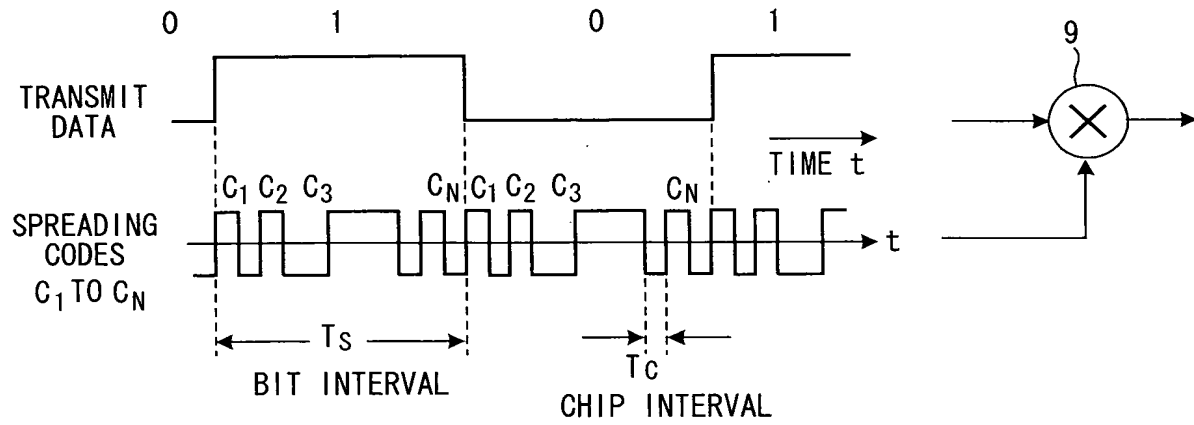 0 1 0 1
9
TRANSMIT
DATA
TIME t
C1 C2 C3 CN C1 C2 C3 CN
SPREADING
CODES
C1 TO CN
t
TS
TC
BIT INTERVAL
CHIP INTERVAL